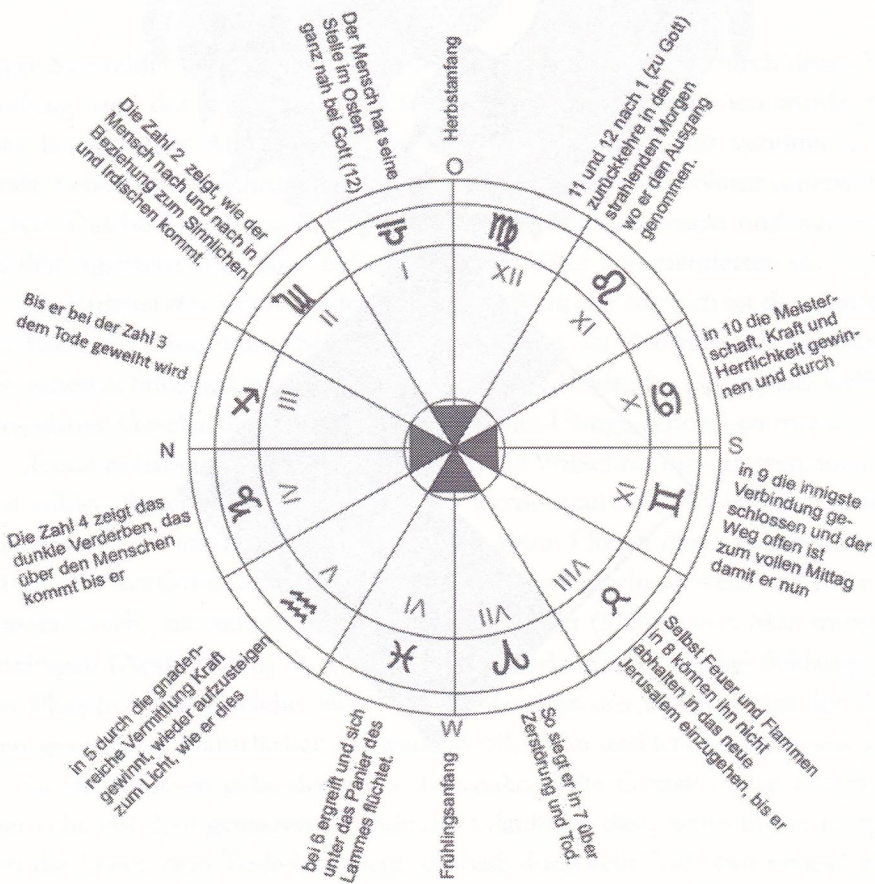 Herbstanfang
O
Der Mensch hat seine
Stelle im Osten
ganz nah bei Gott (12)
I
Die Zahl 2 zeigt, wie der
Mensch nach und nach in
Beziehung zum Sinnlichen
und Irdischen kommt,
II
Bis er bei der Zahl 3
dem Tode geweiht wird
III
N
Die Zahl 4 zeigt das
dunkle Verderben, das
über den Menschen
kommt bis er
IV
in 5 durch die gnaden-
reiche Vermittlung Kraft
gewinnt, wieder aufzusteigen
zum Licht, wie er dies
V
bei 6 ergreift und sich
unter das Panier des
Lammes flüchtet.
VI
W
Frühlingsanfang
So siegt er in 7 über
Zerstörung und Tod.
VII
Selbst Feuer und Flammen
in 8 können ihn nicht
abhalten in das neue
Jerusalem einzugehen, bis er
VIII
in 9 die innigste
Verbindung ge-
schlossen und der
Weg offen ist
zum vollen Mittag
damit er nun
IX
S
in 10 die Meister-
schaft, Kraft und
Herrlichkeit gewin-
nen und durch
X
11 und 12 nach 1 (zu Gott)
zurückkehre in den
strahlenden Morgen
wo er den Ausgang
genommen.
XI
XII